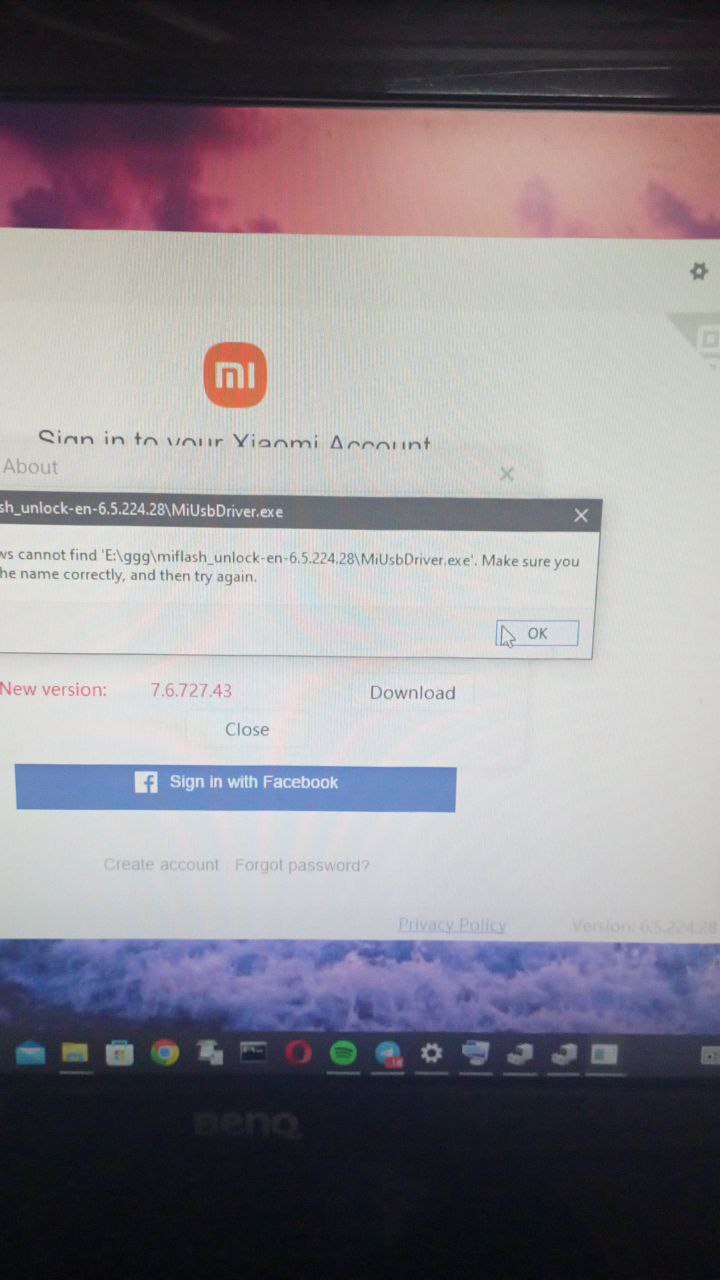 mi
Sign in to your Xiaomi Account
About
sh_unlock-en-6.5.224.28\MiUsbDriver.exe
ws cannot find 'E:\ggg\miflash_unlock-en-6.5.224.28\MiUsbDriver.exe'. Make sure you
he name correctly, and then try again.
OK
New version: 7.6.727.43 Download
Close
f Sign in with Facebook
Create account Forgot password?
Privacy Policy Version: 6.5.224.28
BenQ